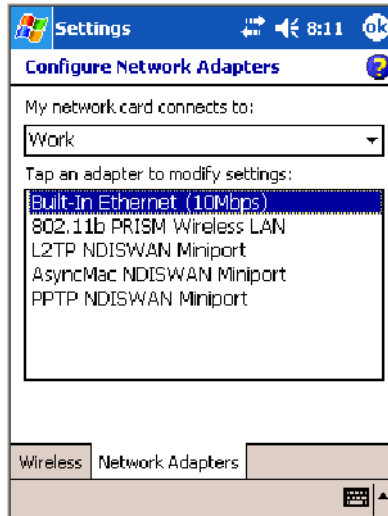 Settings 8:11 ok
Configure Network Adapters ?
My network card connects to:
Work
Tap an adapter to modify settings:
Built-In Ethernet (10Mbps)
802.11b PRISM Wireless LAN
L2TP NDISWAN Miniport
AsyncMac NDISWAN Miniport
PPTP NDISWAN Miniport
Wireless Network Adapters